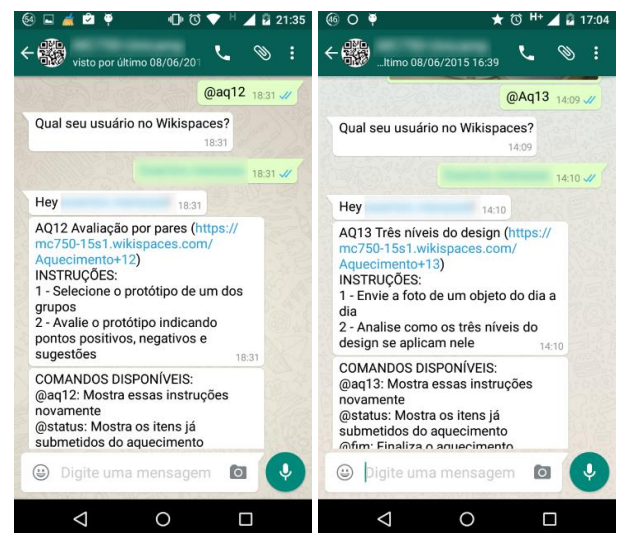 54
H
21:35
visto por último 08/06/201
@aq12 18:31
Qual seu usuário no Wikispaces?
18:31
18:31
Hey
18:31
AQ12 Avaliação por pares (https://
mc750-15s1.wikispaces.com/
Aquecimento+12)
INSTRUÇÕES:
1 - Selecione o protótipo de um dos
grupos
2 - Avalie o protótipo indicando
pontos positivos, negativos e
sugestões
18:31
COMANDOS DISPONÍVEIS:
@aq12: Mostra essas instruções
novamente
@status: Mostra os itens já
submetidos do aquecimento
Digite uma mensagem
46
H+
17:04
...ltimo 08/06/2015 16:39
@Aq13 14:09
Qual seu usuário no Wikispaces?
14:09
14:10
Hey
14:10
AQ13 Três níveis do design (https://
mc750-15s1.wikispaces.com/
Aquecimento+13)
INSTRUÇÕES:
1 - Envie a foto de um objeto do dia a
dia
2 - Analise como os três níveis do
design se aplicam nele
14:10
COMANDOS DISPONÍVEIS:
@aq13: Mostra essas instruções
novamente
@status: Mostra os itens já
submetidos do aquecimento
@fim: Finaliza o aquecimento
Digite uma mensagem